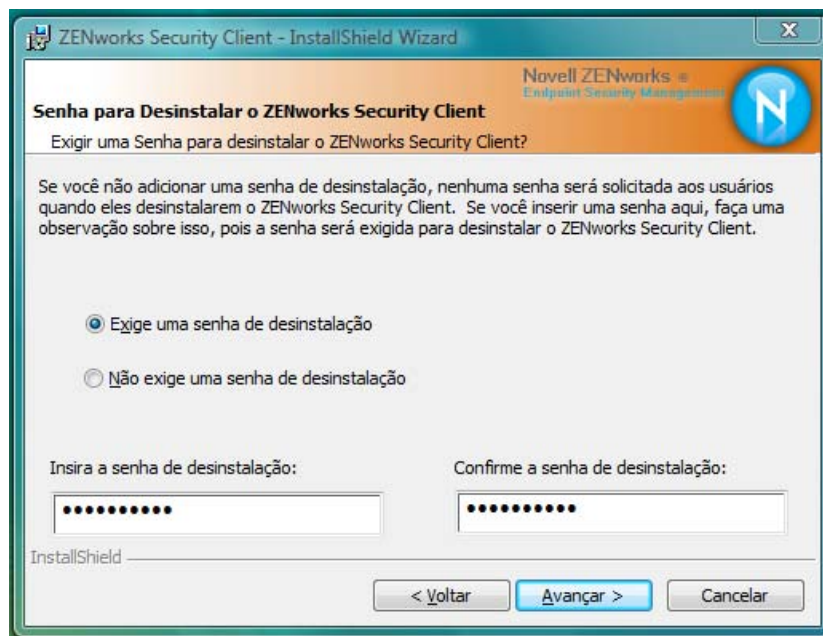 ZENworks Security Client - InstallShield Wizard
Novell ZENworks ®
Endpoint Security Management
Senha para Desinstalar o ZENworks Security Client
Exigir uma Senha para desinstalar o ZENworks Security Client?
N
Se você não adicionar uma senha de desinstalação, nenhuma senha será solicitada aos usuários
quando eles desinstalarem o ZENworks Security Client. Se você inserir uma senha aqui, faça uma
observação sobre isso, pois a senha será exigida para desinstalar o ZENworks Security Client.
Exige uma senha de desinstalação
Não exige uma senha de desinstalação
Insira a senha de desinstalação:
Confirme a senha de desinstalação:
••••••••••
••••••••••
InstallShield
< Voltar
Avançar >
Cancelar